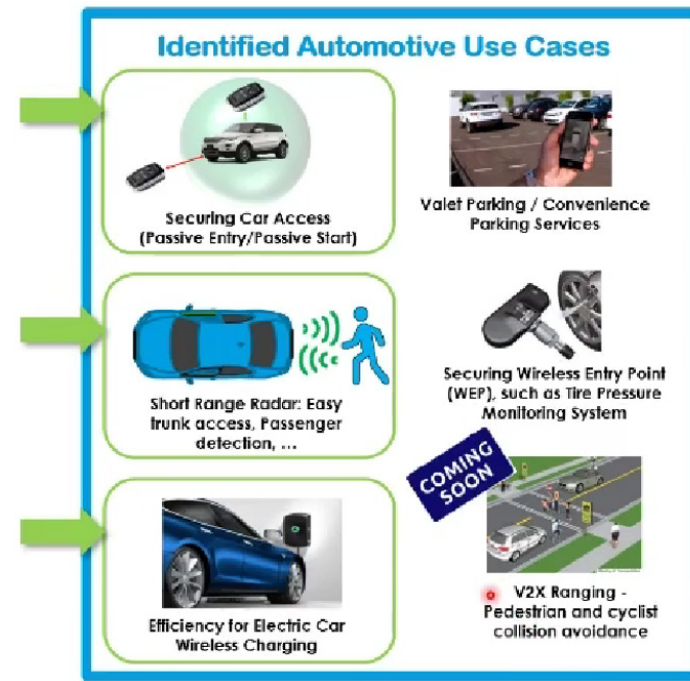 Identified Automotive Use Cases
Securing Car Access
(Passive Entry/Passive Start)
Valet Parking / Convenience
Parking Services
Short Range Radar: Easy
trunk access, Passenger
detection, ...
Securing Wireless Entry Point
(WEP), such as Tire Pressure
Monitoring System
Efficiency for Electric Car
Wireless Charging
COMING
SOON
V2X Ranging -
Pedestrian and cyclist
collision avoidance